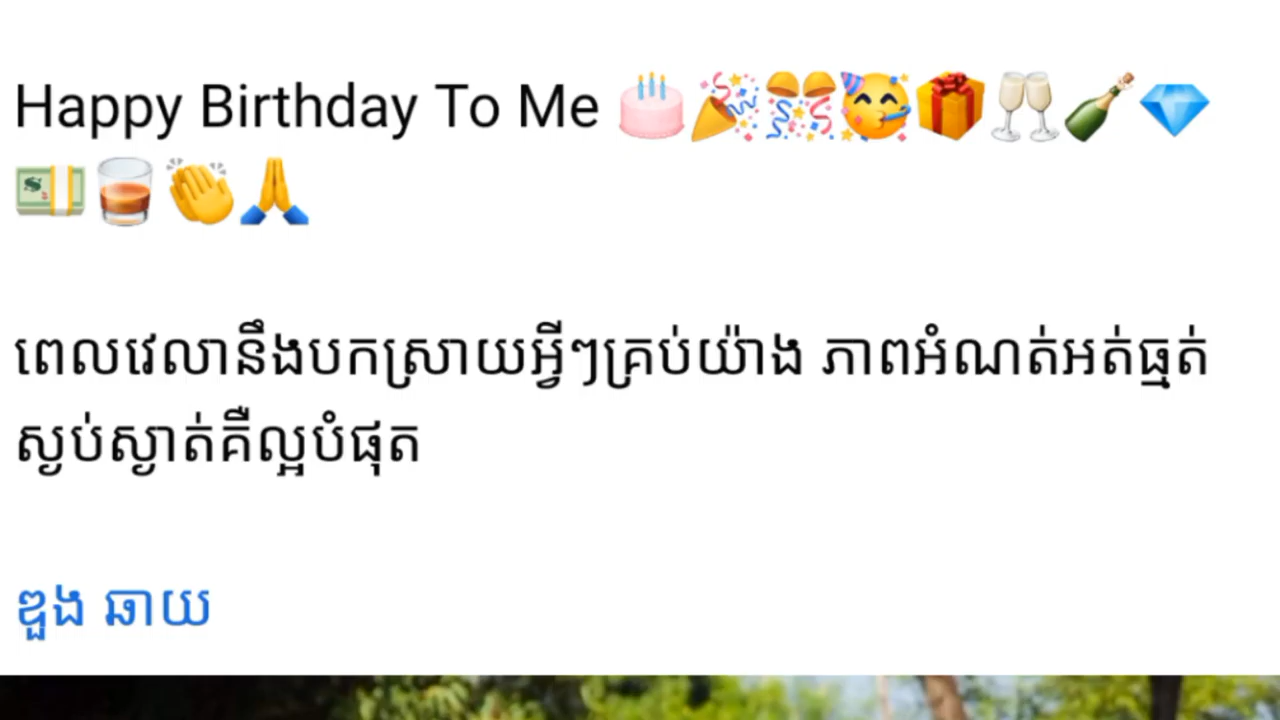 Happy Birthday To Me 🎂🎉🎊🥳🎁🥂🍾💎
💵🥃👏🙏
ពេលវេលានឹងបកស្រាយអ្វីៗគ្រប់យ៉ាង ភាពអំណត់អត់ធ្មត់
ស្ងប់ស្ងាត់គឺល្អបំផុត
ឌួង ឆាយ